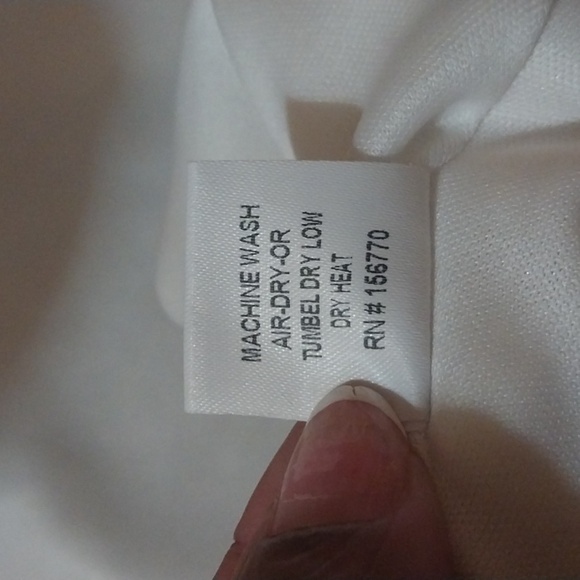 MACHINE WASH
AIR-DRY-OR
TUMBEL DRY LOW
DRY HEAT
RN # 156770